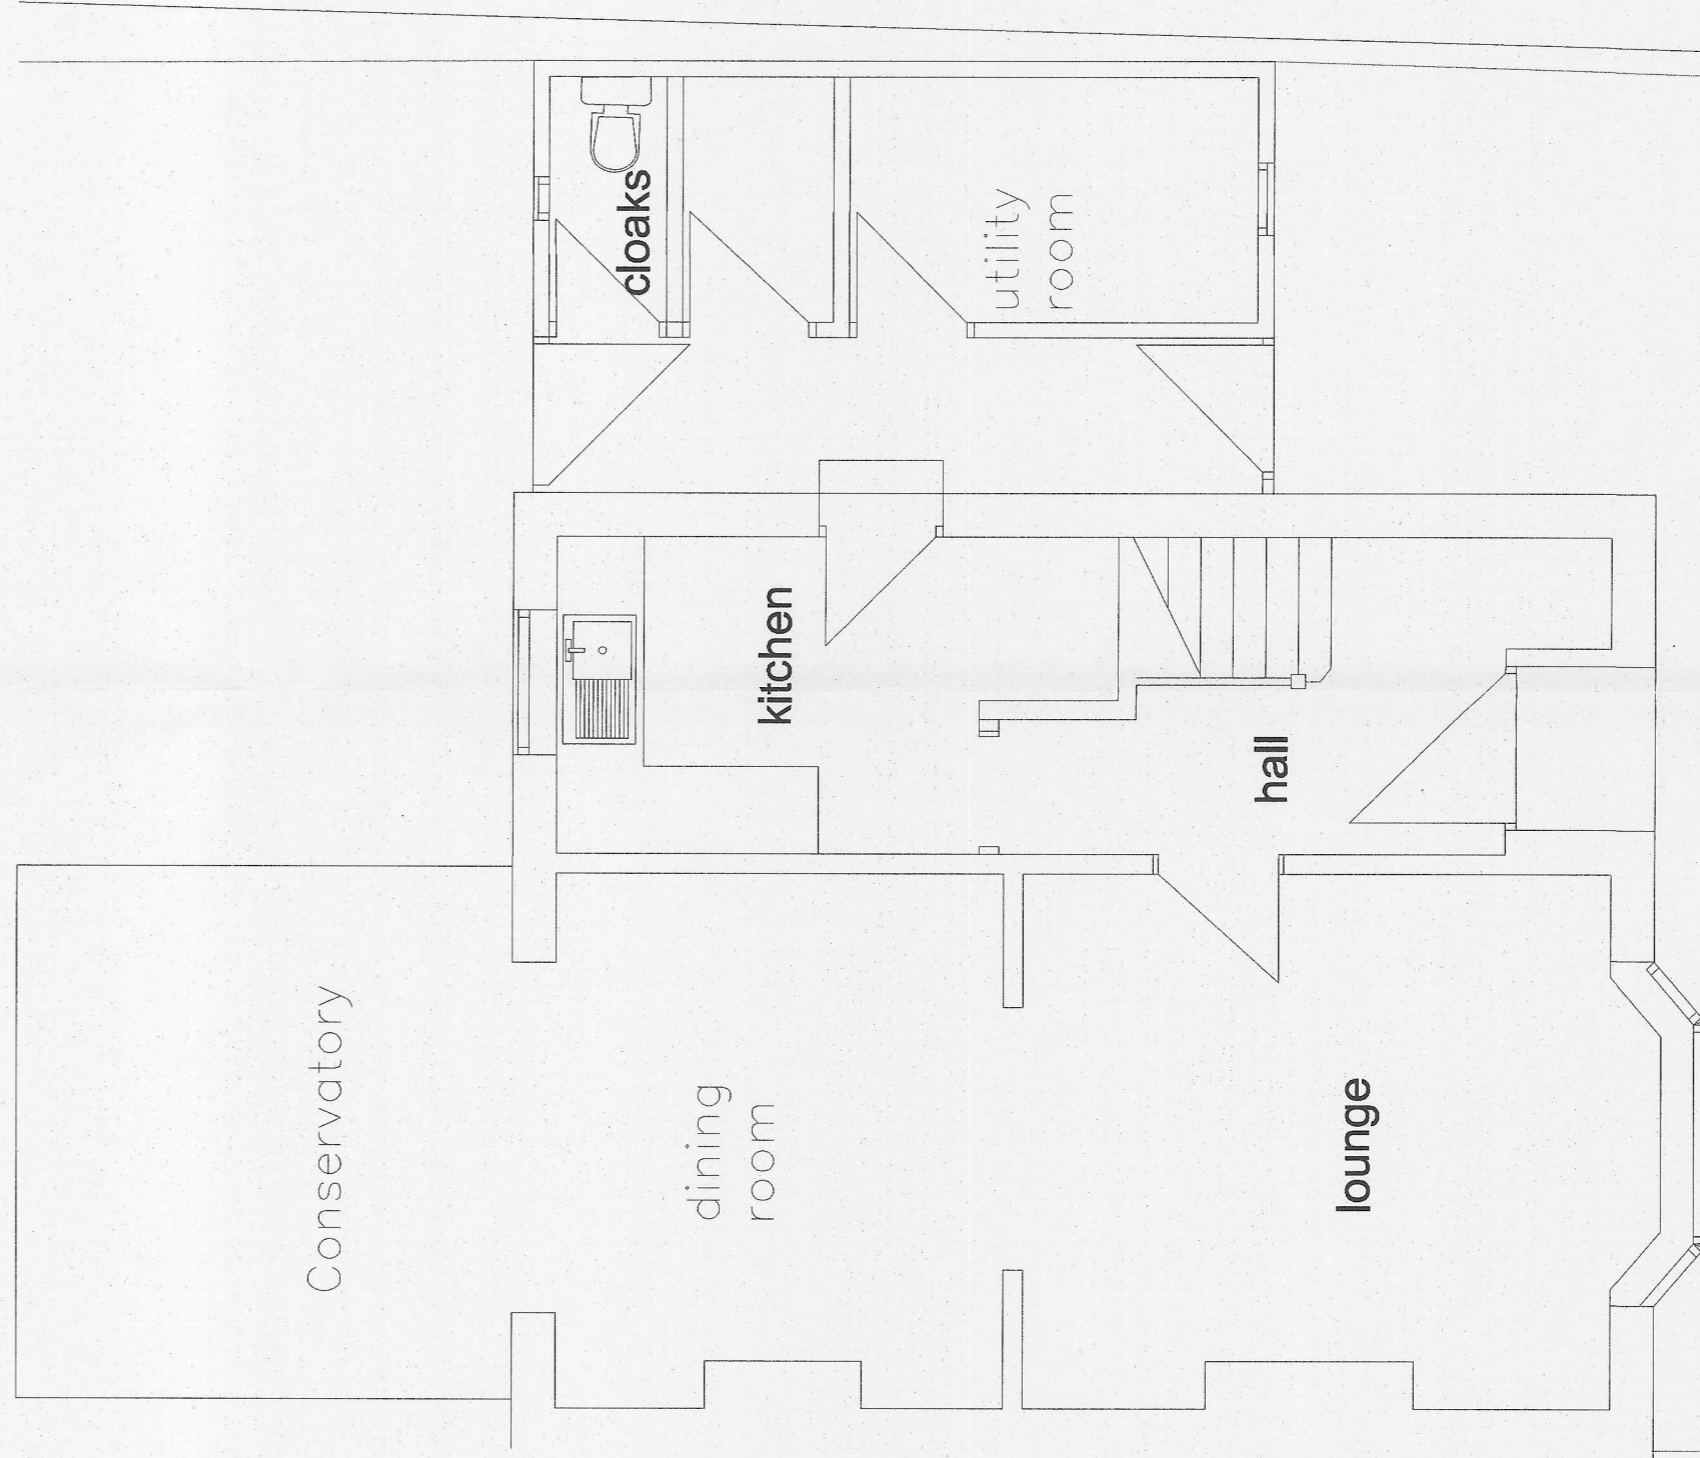 cloaks
utility
room
kitchen
hall
Conservatory
dining
room
lounge